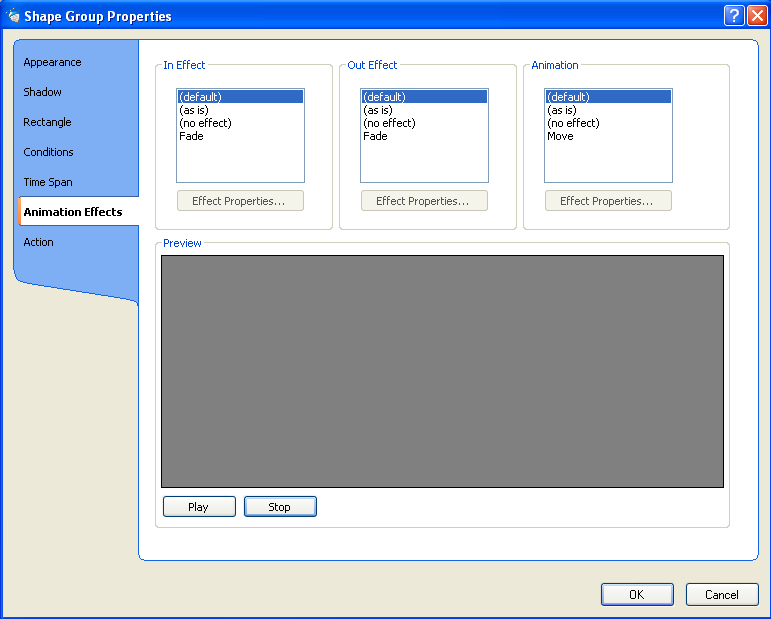 Shape Group Properties
?
Appearance
Shadow
Rectangle
Conditions
Time Span
Animation Effects
Action
In Effect
(default)
(as is)
(no effect)
Fade
Effect Properties...
Out Effect
(default)
(as is)
(no effect)
Fade
Effect Properties...
Animation
(default)
(as is)
(no effect)
Move
Effect Properties...
Preview
Play
Stop
OK
Cancel